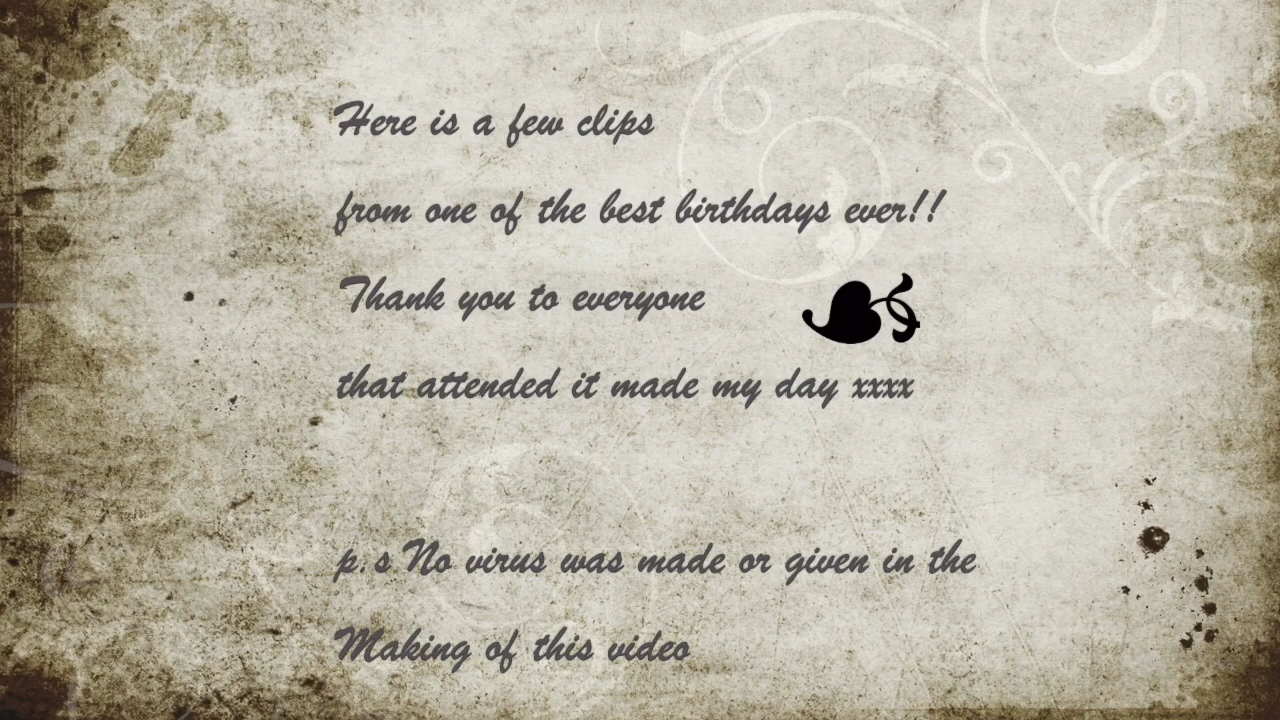 Here is a few clips
from one of the best birthdays ever!!
Thank you to everyone
that attended it made my day xxxx
p.s No virus was made or given in the
Making of this video